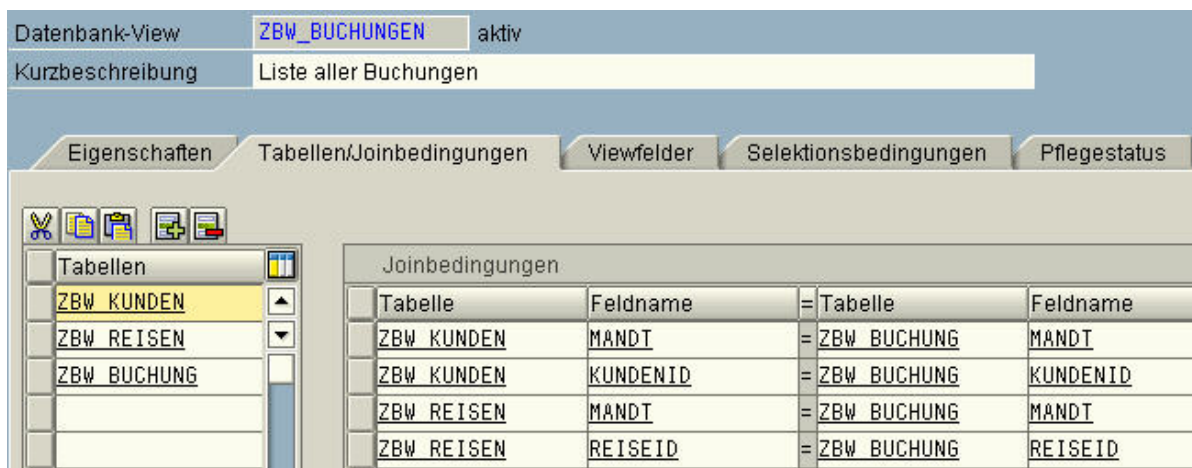 Datenbank-View ZBW_BUCHUNGEN aktiv
Kurzbeschreibung Liste aller Buchungen
Eigenschaften Tabellen/Joinbedingungen Viewfelder Selektionsbedingungen Pflegestatus
Tabellen
ZBW_KUNDEN
ZBW_REISEN
ZBW_BUCHUNG
Joinbedingungen
Tabelle Feldname = Tabelle Feldname
ZBW_KUNDEN MANDT = ZBW_BUCHUNG MANDT
ZBW_KUNDEN KUNDENID = ZBW_BUCHUNG KUNDENID
ZBW_REISEN MANDT = ZBW_BUCHUNG MANDT
ZBW_REISEN REISEID = ZBW_BUCHUNG REISEID